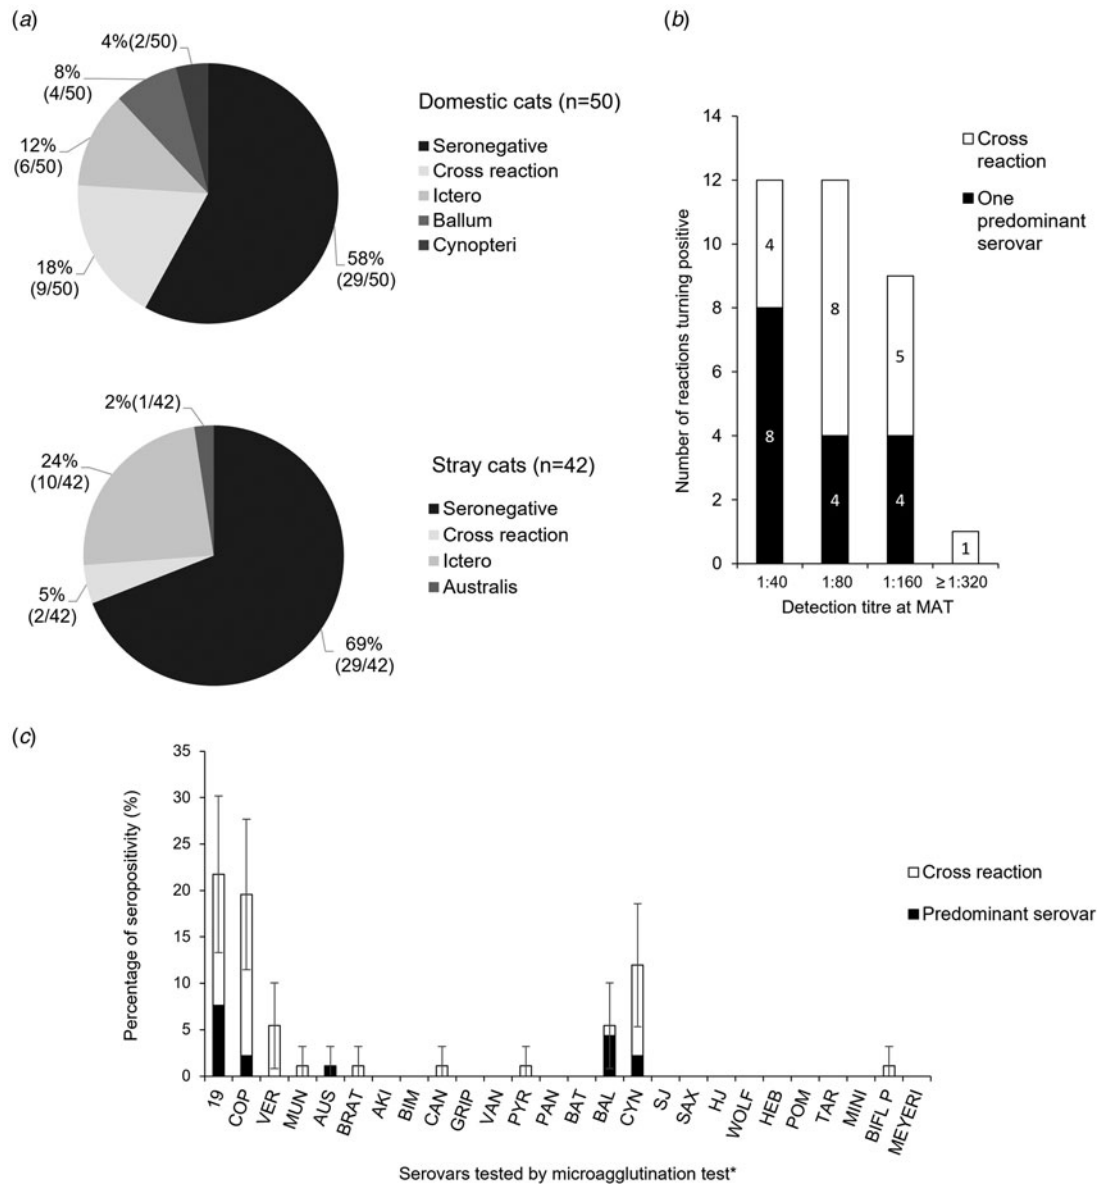 (a)
4%(2/50)
8%
(4/50)
12%
(6/50)
18%
(9/50)
58%
(29/50)
Domestic cats (n=50)
Seronegative
Cross reaction
Ictero
Ballum
Cynopteri
2%(1/42)
24%
(10/42)
5%
(2/42)
69%
(29/42)
Stray cats (n=42)
Seronegative
Cross reaction
Ictero
Australis
(b)
Number of reactions turning positive
14
12
10
8
6
4
2
0
4
8
8
4
5
4
1
1:40 1:80 1:160 ≥1:320
Detection titre at MAT
Cross
reaction
One
predominant
serovar
(c)
Percentage of seropositivity (%)
35
30
25
20
15
10
5
0
19 COP VER MUN AUS BRAT AKI BIM CAN GRIP VAN PYR PAN BAT BAL CYN SJ SAX HJ WOLF HEB POM TAR MINI BIFL P MEYERI
Serovars tested by microagglutination test*
Cross reaction
Predominant serovar